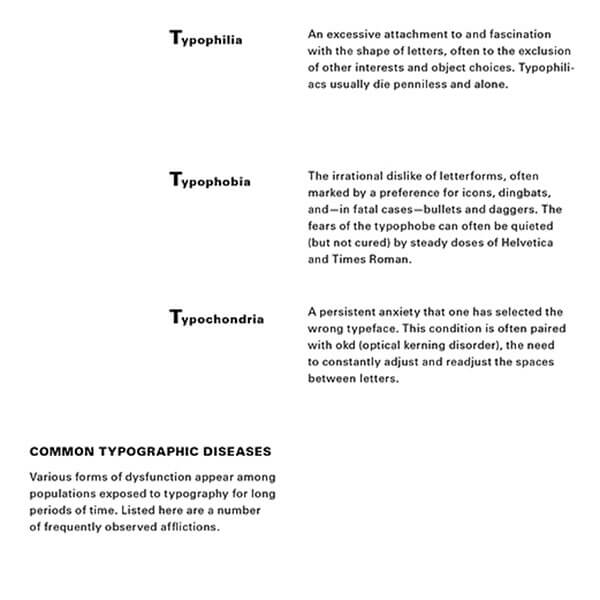 Typophilia
An excessive attachment to and fascination
with the shape of letters, often to the exclusion
of other interests and object choices. Typophili-
acs usually die penniless and alone.
Typophobia
The irrational dislike of letterforms, often
marked by a preference for icons, dingbats,
and—in fatal cases—bullets and daggers. The
fears of the typophobe can often be quieted
(but not cured) by steady doses of Helvetica
and Times Roman.
Typochondria
A persistent anxiety that one has selected the
wrong typeface. This condition is often paired
with okd (optical kerning disorder), the need
to constantly adjust and readjust the spaces
between letters.
COMMON TYPOGRAPHIC DISEASES
Various forms of dysfunction appear among
populations exposed to typography for long
periods of time. Listed here are a number
of frequently observed afflictions.